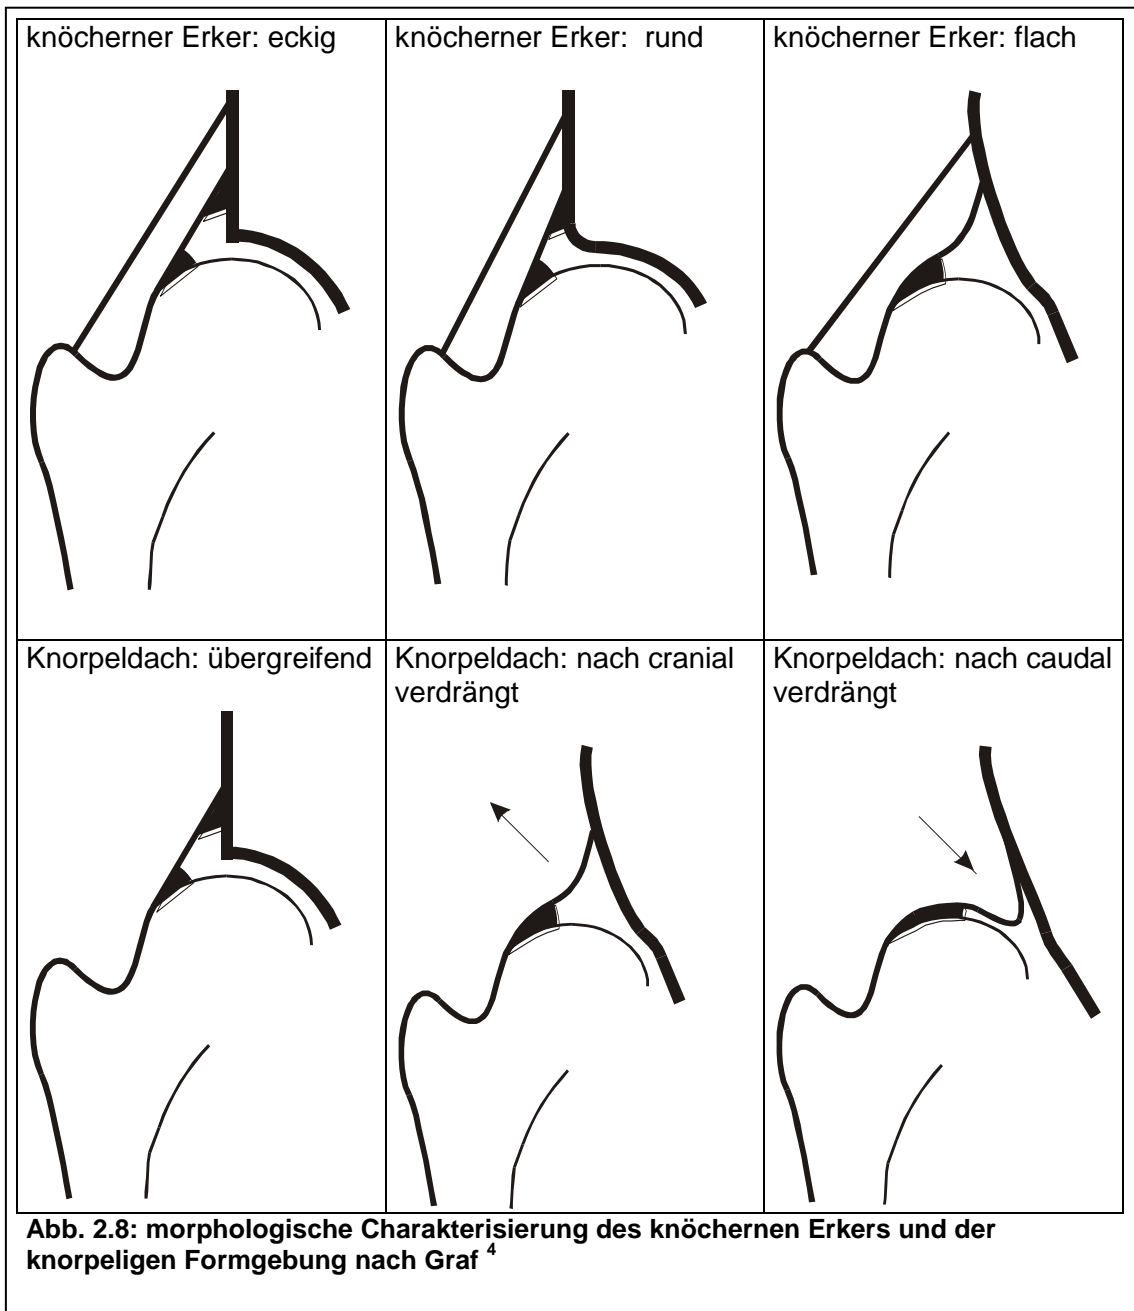 knöcherner Erker: eckig
knöcherner Erker: rund
knöcherner Erker: flach
Knorpeldach: übergreifend
Knorpeldach: nach cranial
verdrängt
Knorpeldach: nach caudal
verdrängt
Abb. 2.8: morphologische Charakterisierung des knöchernen Erkers und der
knorpeligen Formgebung nach Graf 4